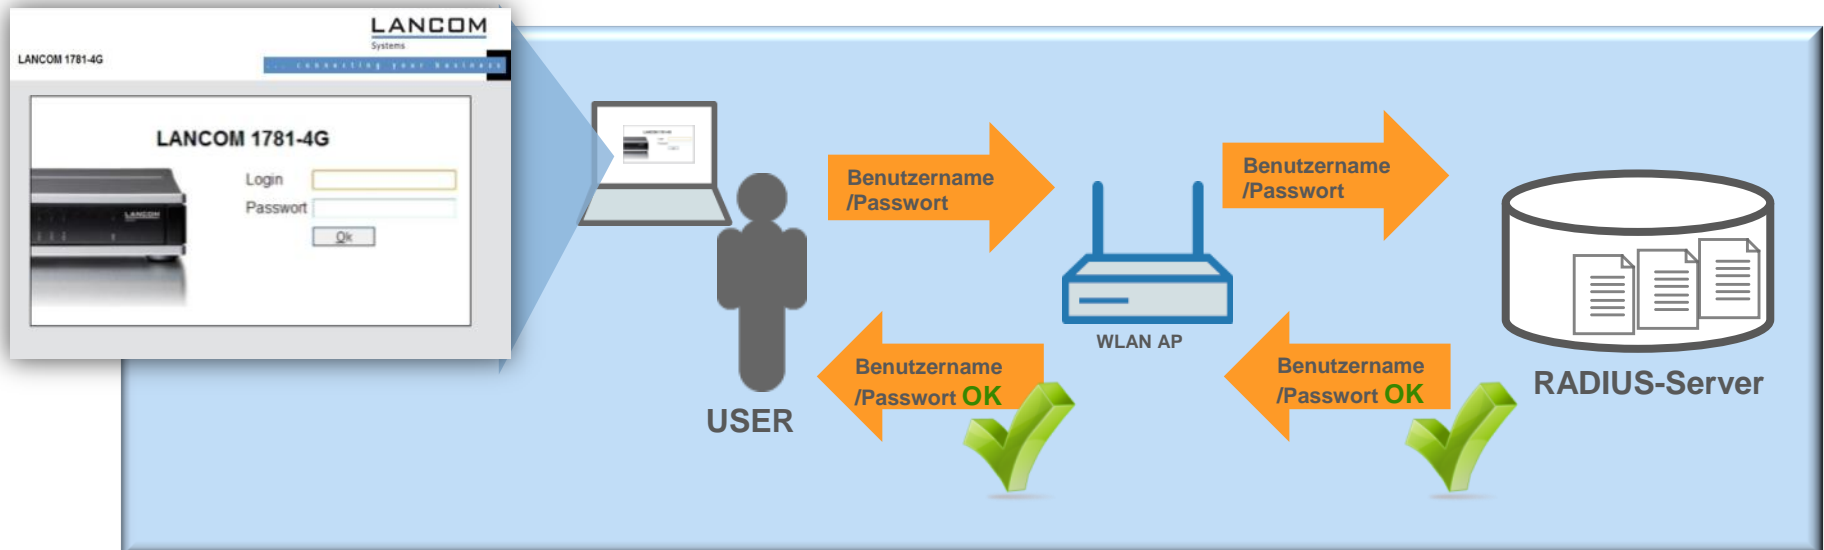 LANCOM
Systems
LANCOM 1781-4G
... connecting your business
LANCOM 1781-4G
Login
Passwort
Ok
LANCOM
Benutzername
/Passwort
Benutzername
/Passwort
WLAN AP
Benutzername
/Passwort OK
Benutzername
/Passwort OK
USER
RADIUS-Server